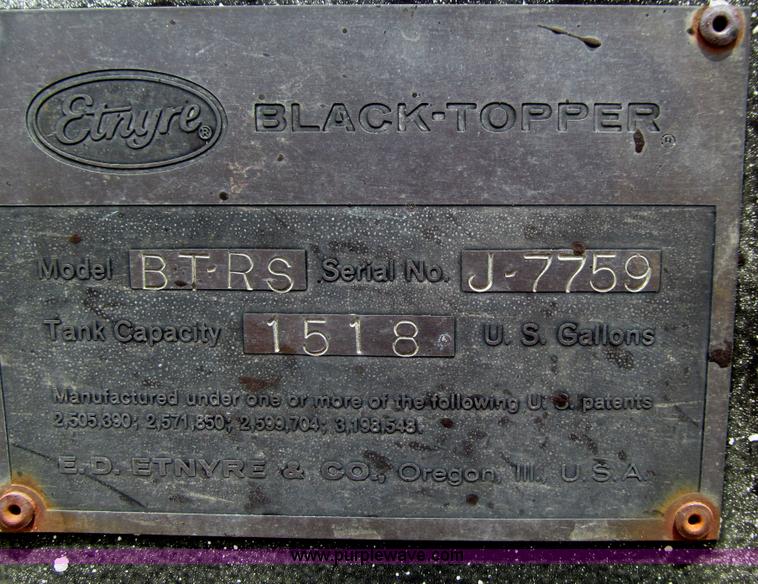 Etnyre® BLACK-TOPPER®
Model BT-RS Serial No. J-7759
Tank Capacity 1518 U. S. Gallons
Manufactured under one or more of the following U. S. patents
2,505,390; 2,571,850; 2,599,704; 3,198,548.
E. D. ETNYRE & CO., Oregon, Ill., U.S.A.
www.purplewave.com